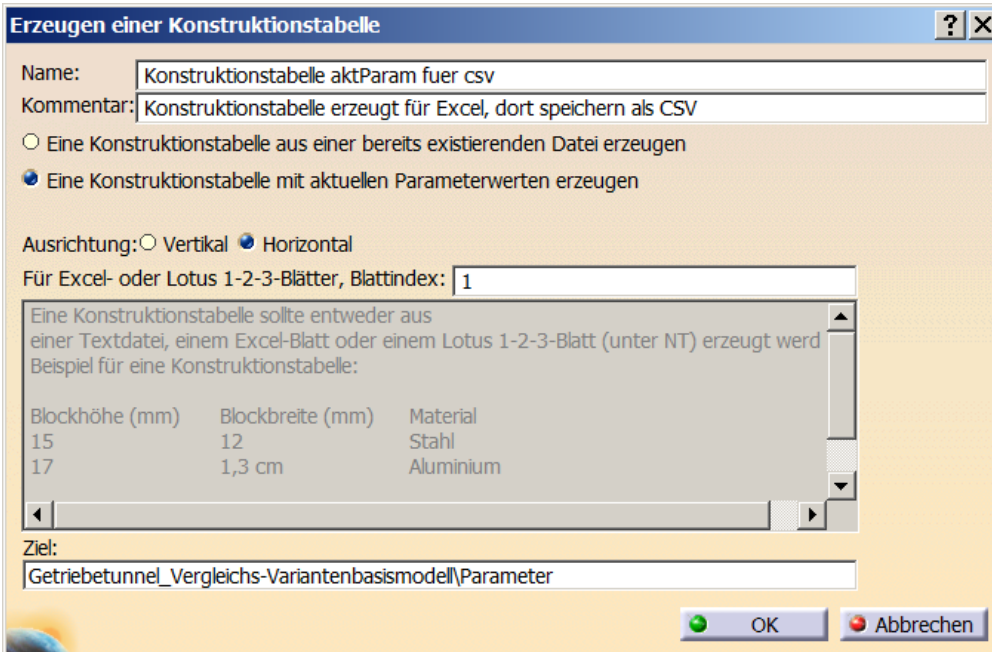 Erzeugen einer Konstruktionstabelle
Name: Konstruktionstabelle aktParam fuer csv
Kommentar: Konstruktionstabelle erzeugt für Excel, dort speichern als CSV
Eine Konstruktionstabelle aus einer bereits existierenden Datei erzeugen
Eine Konstruktionstabelle mit aktuellen Parameterwerten erzeugen
Ausrichtung: Vertikal Horizontal
Für Excel- oder Lotus 1-2-3-Blätter, Blattindex: 1
Eine Konstruktionstabelle sollte entweder aus
einer Textdatei, einem Excel-Blatt oder einem Lotus 1-2-3-Blatt (unter NT) erzeugt werd
Beispiel für eine Konstruktionstabelle:
Blockhöhe (mm) Blockbreite (mm) Material
15 12 Stahl
17 1,3 cm Aluminium
Ziel:
Getriebetunnel_Vergleichs-Variantenbasismodell\Parameter
OK Abbrechen